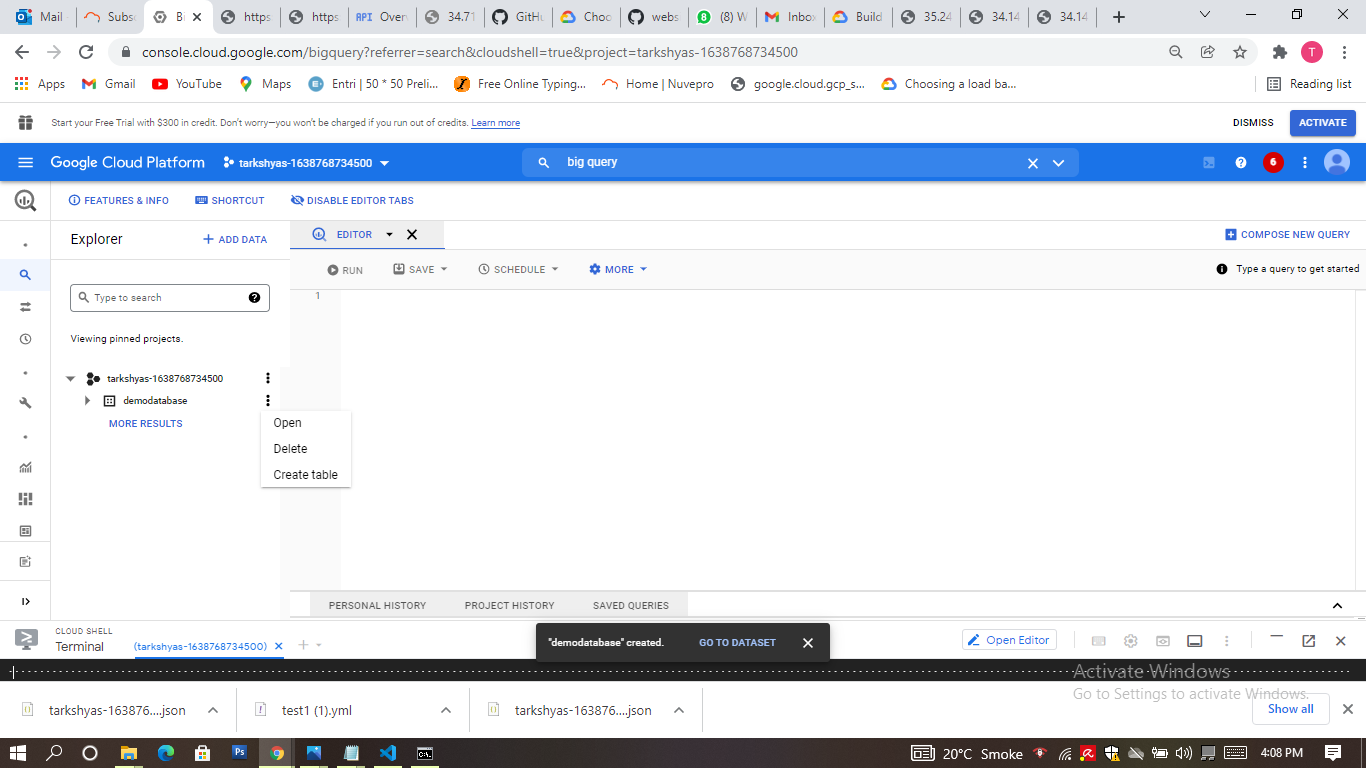 Mail -
Subs
Bi
https
https
API Over
34.71
GitHu
Choo
webs
8 (8) W
Inbox
Build
35.24
34.14
34.14
console.cloud.google.com/bigquery?referrer=search&cloudshell=true&project=tarkshyas-1638768734500
T
Apps
Gmail
YouTube
Maps
Entri | 50 * 50 Preli...
Free Online Typing...
Home | Nuvepro
google.cloud.gcp_s...
Choosing a load ba...
Reading list
Start your Free Trial with $300 in credit. Don't worry—you won't be charged if you run out of credits. Learn more
DISMISS
ACTIVATE
Google Cloud Platform
tarkshyas-1638768734500
big query
6
FEATURES & INFO
SHORTCUT
DISABLE EDITOR TABS
Explorer
+ ADD DATA
EDITOR
COMPOSE NEW QUERY
RUN
SAVE
SCHEDULE
MORE
Type a query to get started
1
Type to search
Viewing pinned projects.
tarkshyas-1638768734500
demodatabase
MORE RESULTS
Open
Delete
Create table
PERSONAL HISTORY
PROJECT HISTORY
SAVED QUERIES
CLOUD SHELL
Terminal
(tarkshyas-1638768734500)
"demodatabase" created.
GO TO DATASET
Open Editor
Activate Windows
Go to Settings to activate Windows.
tarkshyas-163876....json
test1 (1).yml
tarkshyas-163876....json
Show all
Ps
20°C Smoke
4:08 PM